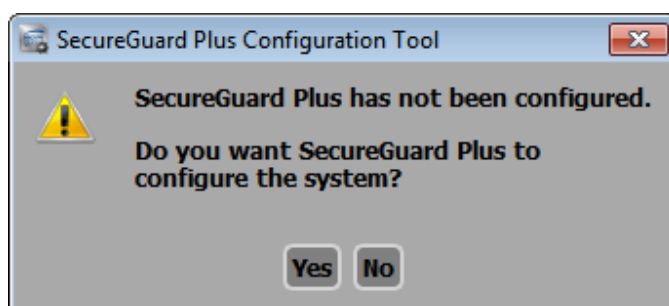 SecureGuard Plus Configuration Tool
SecureGuard Plus has not been configured.
Do you want SecureGuard Plus to
configure the system?
Yes No